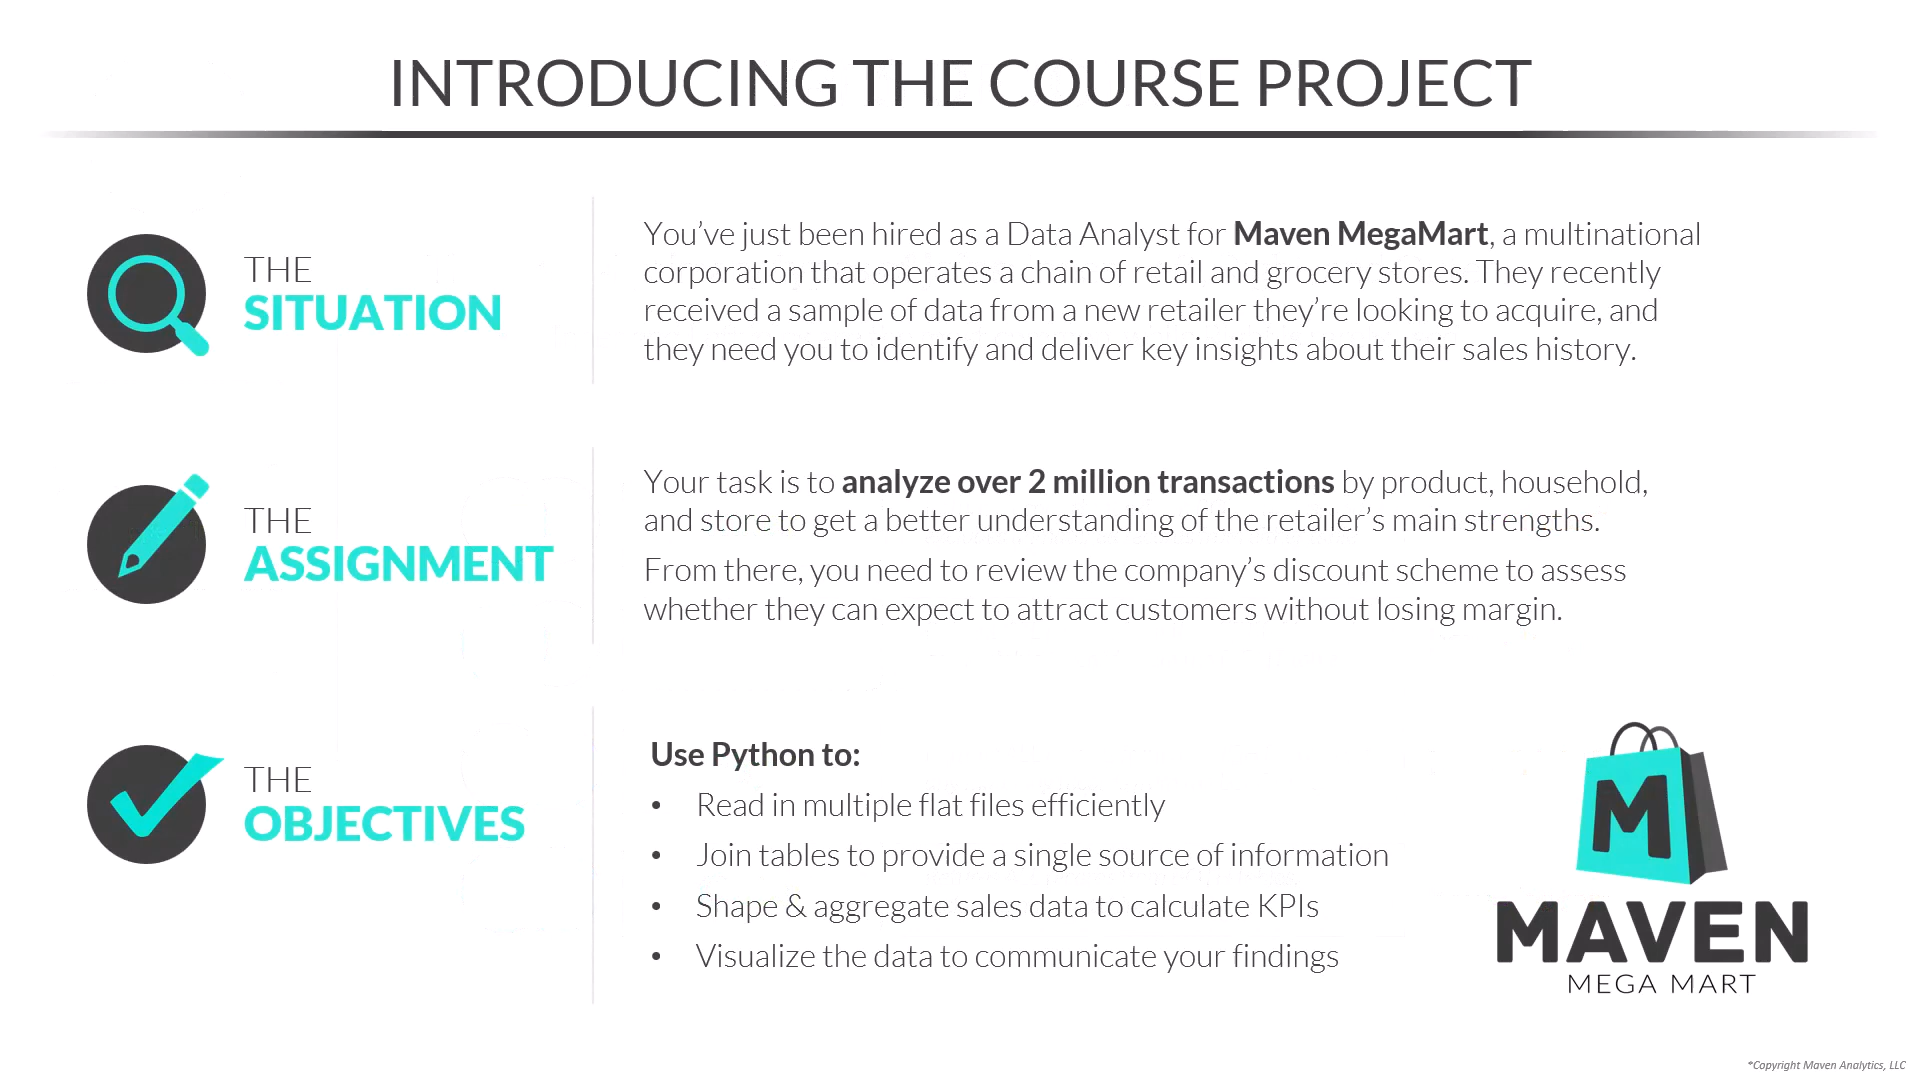 INTRODUCING THE COURSE PROJECT
THE
SITUATION
You’ve just been hired as a Data Analyst for Maven MegaMart, a multinational
corporation that operates a chain of retail and grocery stores. They recently
received a sample of data from a new retailer they’re looking to acquire, and
they need you to identify and deliver key insights about their sales history.
THE
ASSIGNMENT
Your task is to analyze over 2 million transactions by product, household,
and store to get a better understanding of the retailer’s main strengths.
From there, you need to review the company’s discount scheme to assess
whether they can expect to attract customers without losing margin.
THE
OBJECTIVES
Use Python to:
• Read in multiple flat files efficiently
• Join tables to provide a single source of information
• Shape & aggregate sales data to calculate KPIs
• Visualize the data to communicate your findings
M
MAVEN
MEGA MART
*Copyright Maven Analytics, LLC